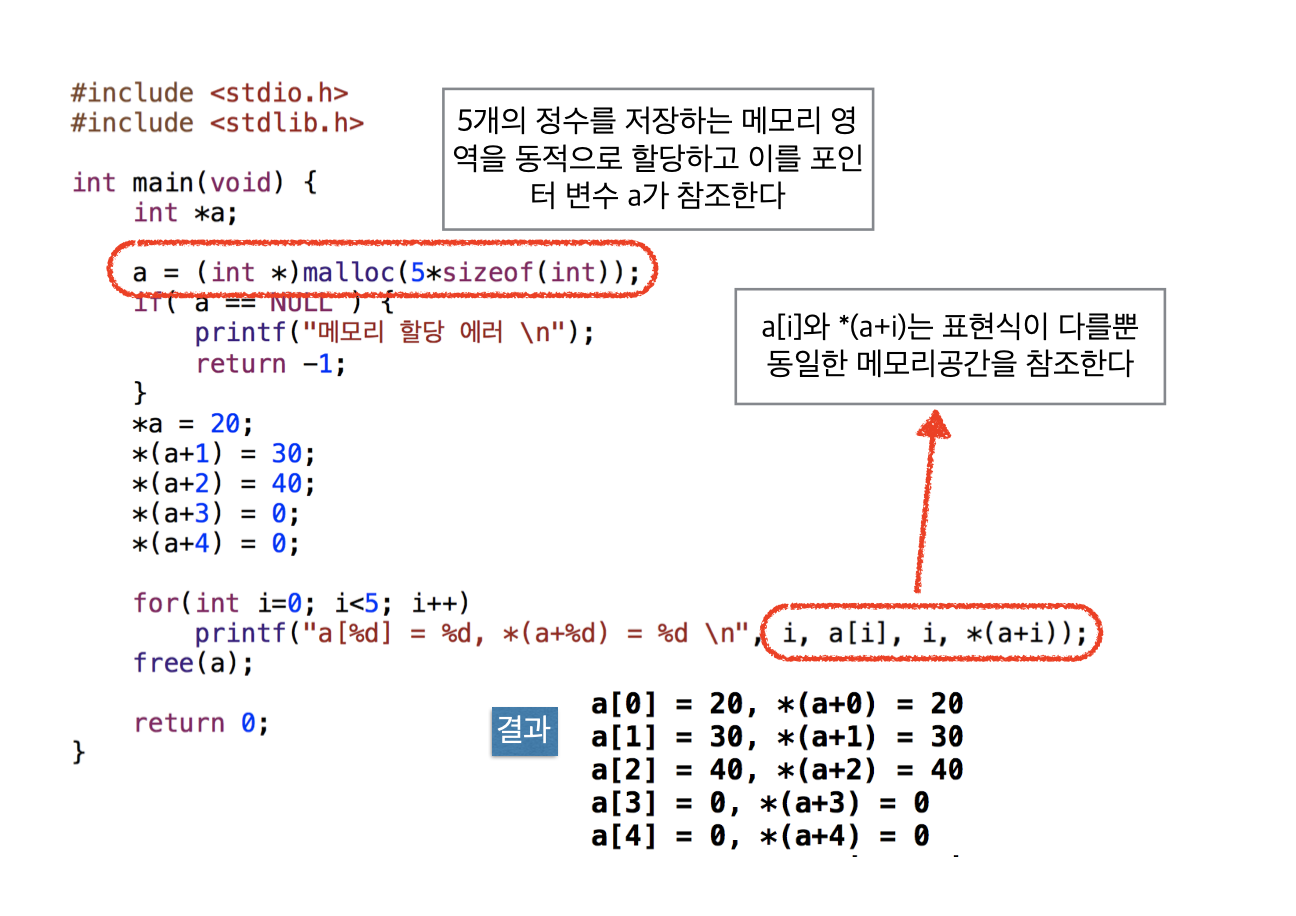 #include <stdio.h>
#include <stdlib.h>
5개의 정수를 저장하는 메모리 영
역을 동적으로 할당하고 이를 포인
터 변수 a가 참조한다
int main(void) {
    int *a;
    a = (int *)malloc(5*sizeof(int));
    if( a == NULL ) {
        printf("메모리 할당 에러 \n");
        return -1;
    }
a[i]와 *(a+i)는 표현식이 다를뿐
동일한 메모리공간을 참조한다
    *a = 20;
    *(a+1) = 30;
    *(a+2) = 40;
    *(a+3) = 0;
    *(a+4) = 0;
    for(int i=0; i<5; i++)
        printf("a[%d] = %d, *(a+%d) = %d \n", i, a[i], i, *(a+i));
    free(a);
    return 0;
}
결과
a[0] = 20, *(a+0) = 20
a[1] = 30, *(a+1) = 30
a[2] = 40, *(a+2) = 40
a[3] = 0, *(a+3) = 0
a[4] = 0, *(a+4) = 0